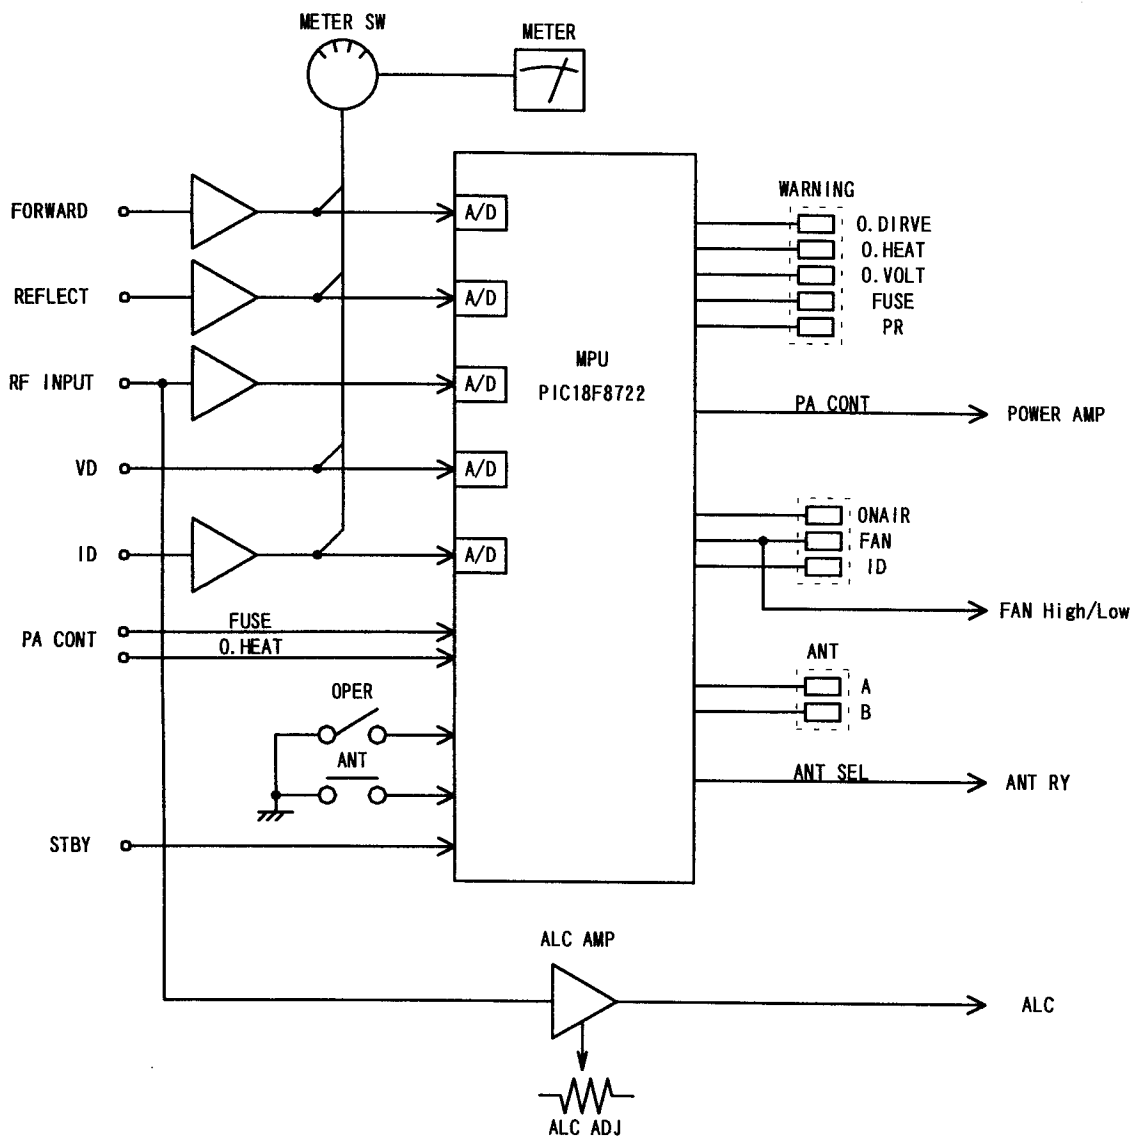 METER SW
METER
WARNING
FORWARD
A/D
O.DIRVE
O.HEAT
O.VOLT
REFLECT
A/D
FUSE
PR
MPU
RF INPUT
A/D
PIC18F8722
PA CONT
POWER AMP
VD
A/D
ONAIR
FAN
ID
A/D
ID
FAN High/Low
FUSE
PA CONT
O.HEAT
ANT
OPER
A
B
ANT
ANT SEL
ANT RY
STBY
ALC AMP
ALC
ALC ADJ